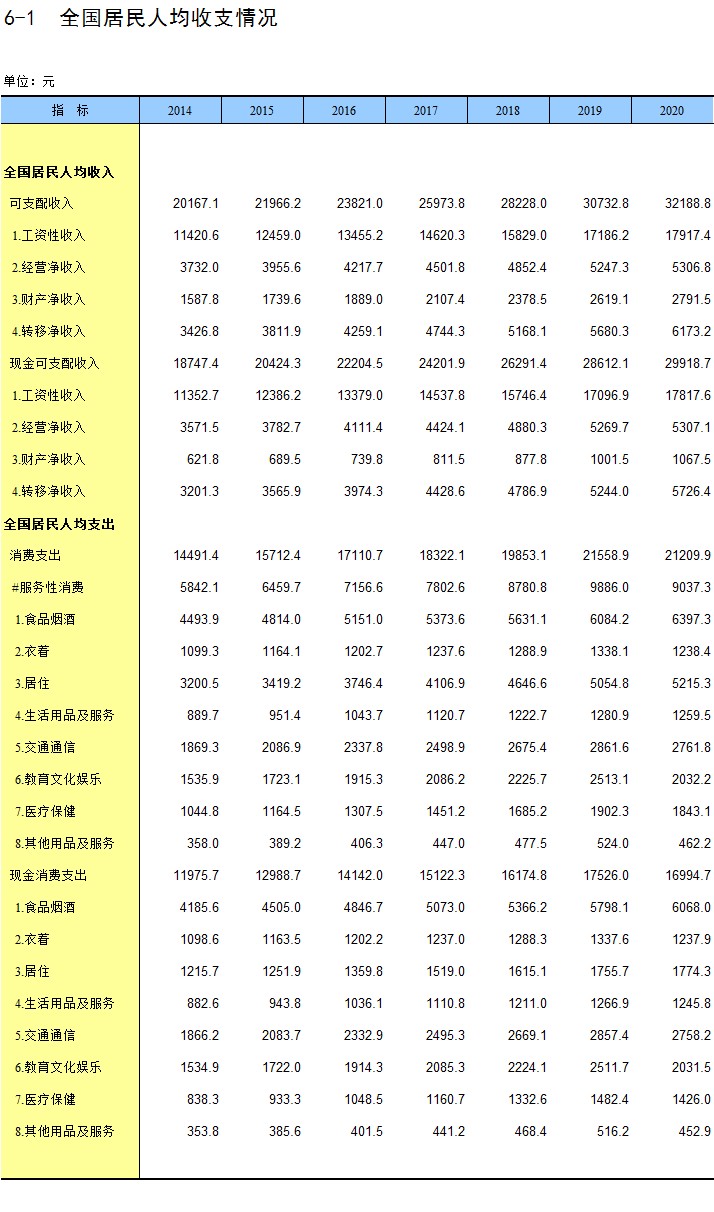 6-1 全国居民人均收支情况
单位：元
指 标 2014 2015 2016 2017 2018 2019 2020
全国居民人均收入
可支配收入 20167.1 21966.2 23821.0 25973.8 28228.0 30732.8 32188.8
1.工资性收入 11420.6 12459.0 13455.2 14620.3 15829.0 17186.2 17917.4
2.经营净收入 3732.0 3955.6 4217.7 4501.8 4852.4 5247.3 5306.8
3.财产净收入 1587.8 1739.6 1889.0 2107.4 2378.5 2619.1 2791.5
4.转移净收入 3426.8 3811.9 4259.1 4744.3 5168.1 5680.3 6173.2
现金可支配收入 18747.4 20424.3 22204.5 24201.9 26291.4 28612.1 29918.7
1.工资性收入 11352.7 12386.2 13379.0 14537.8 15746.4 17096.9 17817.6
2.经营净收入 3571.5 3782.7 4111.4 4424.1 4880.3 5269.7 5307.1
3.财产净收入 621.8 689.5 739.8 811.5 877.8 1001.5 1067.5
4.转移净收入 3201.3 3565.9 3974.3 4428.6 4786.9 5244.0 5726.4
全国居民人均支出
消费支出 14491.4 15712.4 17110.7 18322.1 19853.1 21558.9 21209.9
#服务性消费 5842.1 6459.7 7156.6 7802.6 8780.8 9886.0 9037.3
1.食品烟酒 4493.9 4814.0 5151.0 5373.6 5631.1 6084.2 6397.3
2.衣着 1099.3 1164.1 1202.7 1237.6 1288.9 1338.1 1238.4
3.居住 3200.5 3419.2 3746.4 4106.9 4646.6 5054.8 5215.3
4.生活用品及服务 889.7 951.4 1043.7 1120.7 1222.7 1280.9 1259.5
5.交通通信 1869.3 2086.9 2337.8 2498.9 2675.4 2861.6 2761.8
6.教育文化娱乐 1535.9 1723.1 1915.3 2086.2 2225.7 2513.1 2032.2
7.医疗保健 1044.8 1164.5 1307.5 1451.2 1685.2 1902.3 1843.1
8.其他用品及服务 358.0 389.2 406.3 447.0 477.5 524.0 462.2
现金消费支出 11975.7 12988.7 14142.0 15122.3 16174.8 17526.0 16994.7
1.食品烟酒 4185.6 4505.0 4846.7 5073.0 5366.2 5798.1 6068.0
2.衣着 1098.6 1163.5 1202.2 1237.0 1288.3 1337.6 1237.9
3.居住 1215.7 1251.9 1359.8 1519.0 1615.1 1755.7 1774.3
4.生活用品及服务 882.6 943.8 1036.1 1110.8 1211.0 1266.9 1245.8
5.交通通信 1866.2 2083.7 2332.9 2495.3 2669.1 2857.4 2758.2
6.教育文化娱乐 1534.9 1722.0 1914.3 2085.3 2224.1 2511.7 2031.5
7.医疗保健 838.3 933.3 1048.5 1160.7 1332.6 1482.4 1426.0
8.其他用品及服务 353.8 385.6 401.5 441.2 468.4 516.2 452.9